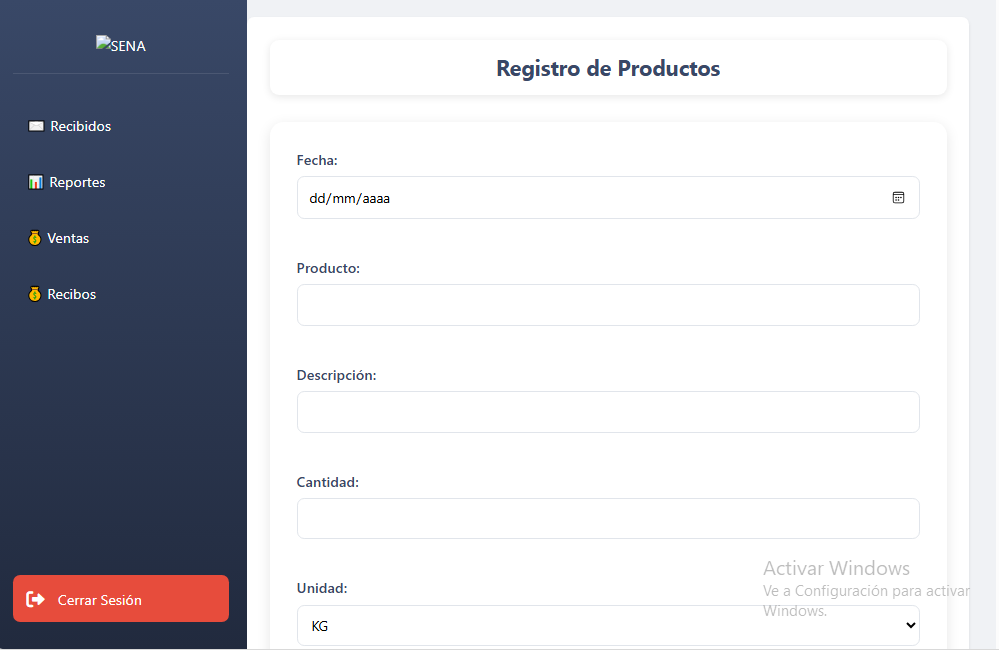 SENA
Recibidos
Reportes
Ventas
Recibos
Cerrar Sesión
Registro de Productos
Fecha:
dd/mm/aaaa
Producto:
Descripción:
Cantidad:
Unidad:
KG
Activar Windows
Ve a Configuración para activar
Windows.